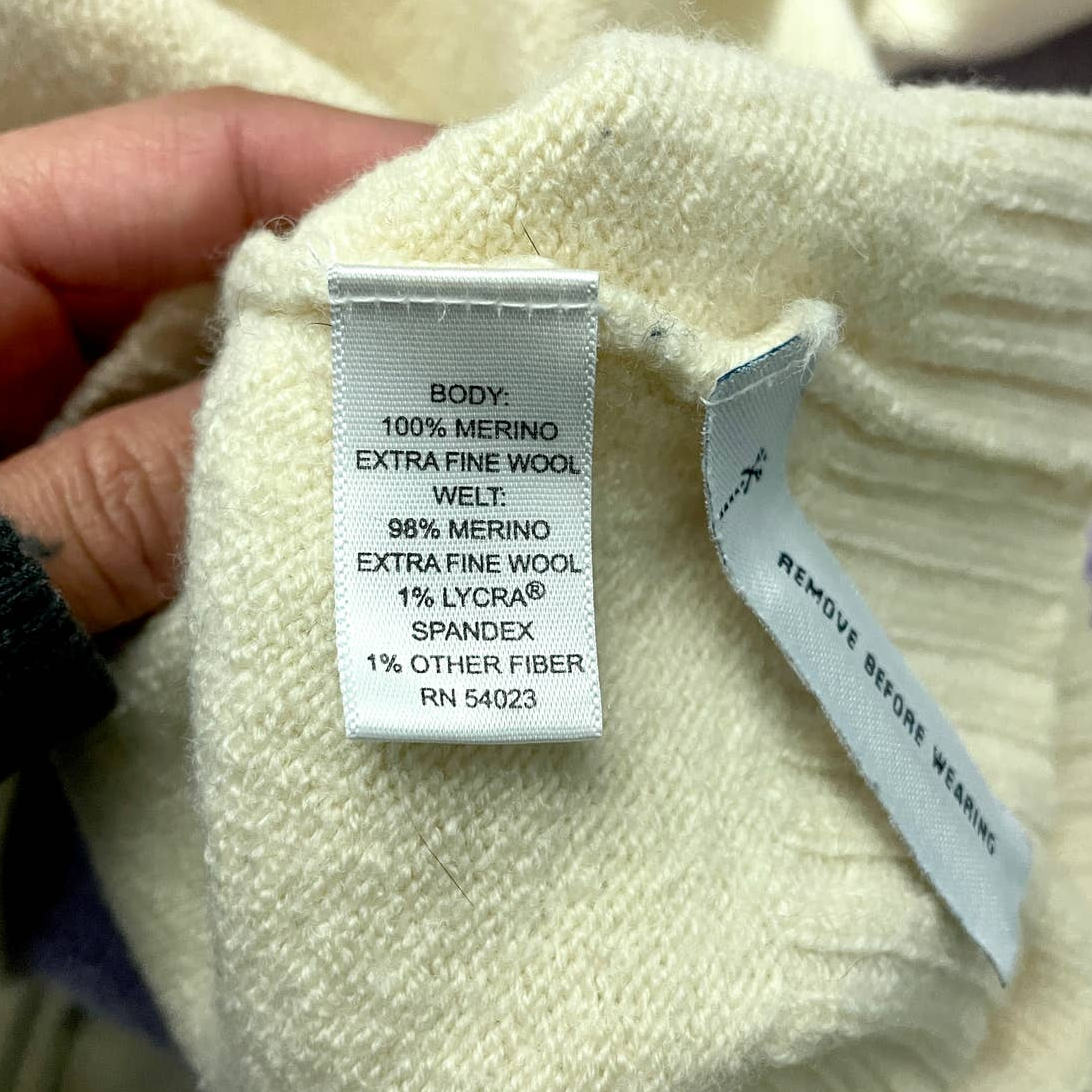 BODY:
100% MERINO
EXTRA FINE WOOL
WELT:
98% MERINO
EXTRA FINE WOOL
1% LYCRA®
SPANDEX
1% OTHER FIBER
RN 54023
REMOVE BEFORE WEARING